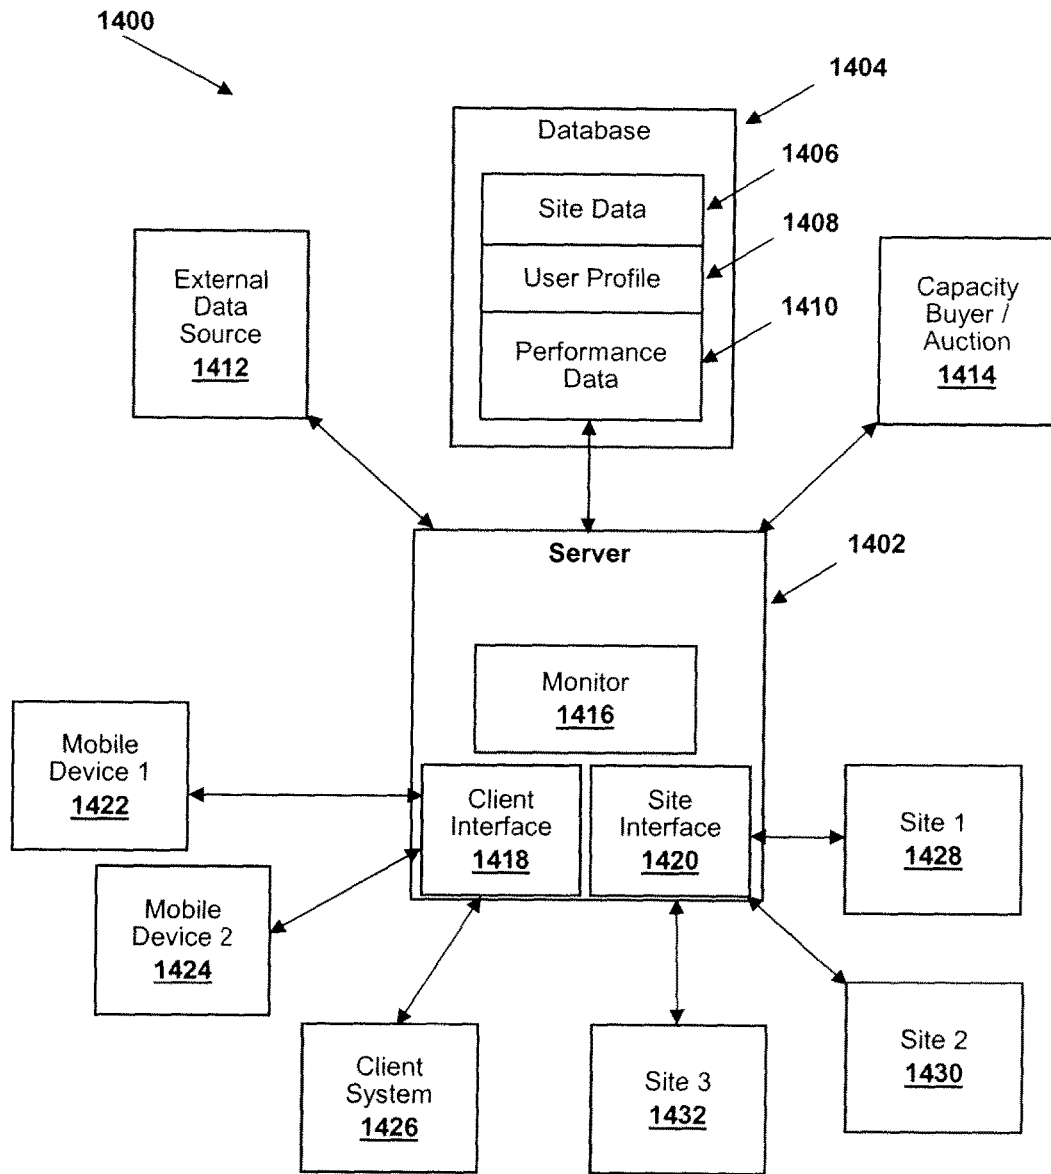 1400
1404
Database
1406
Site Data
1408
User Profile
1410
Performance
Data
External
Data
Source
1412
Capacity
Buyer /
Auction
1414
1402
Server
Monitor
1416
Mobile
Device 1
1422
Client
Interface
1418
Site
Interface
1420
Site 1
1428
Mobile
Device 2
1424
Client
System
1426
Site 3
1432
Site 2
1430